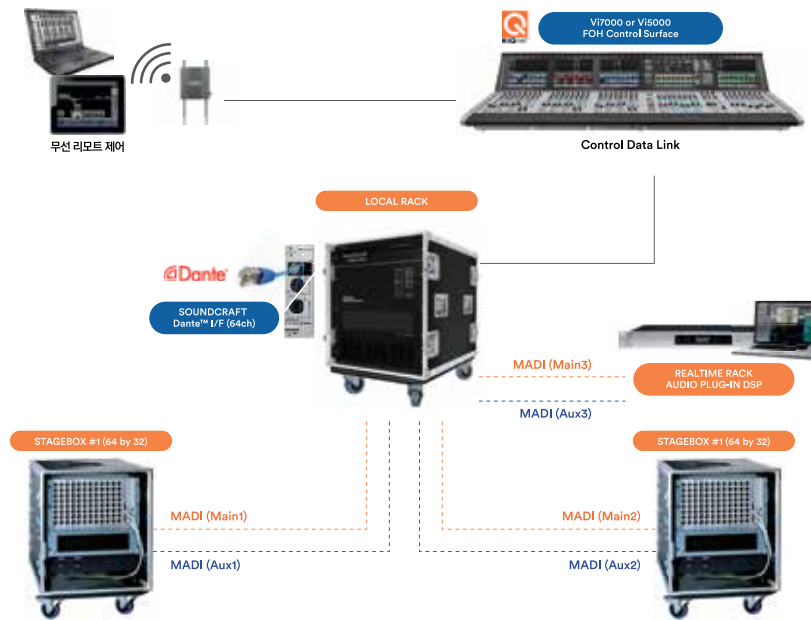 Vi7000 or Vi5000
FOH Control Surface
무선 리모트 제어
Control Data Link
LOCAL RACK
Dante
SOUNDCRAFT
Dante™ I/F (64ch)
MADI (Main3)
REALTIME RACK
AUDIO PLUG-IN DSP
MADI (Aux3)
STAGEBOX #1 (64 by 32)
STAGEBOX #1 (64 by 32)
MADI (Main1)
MADI (Main2)
MADI (Aux1)
MADI (Aux2)